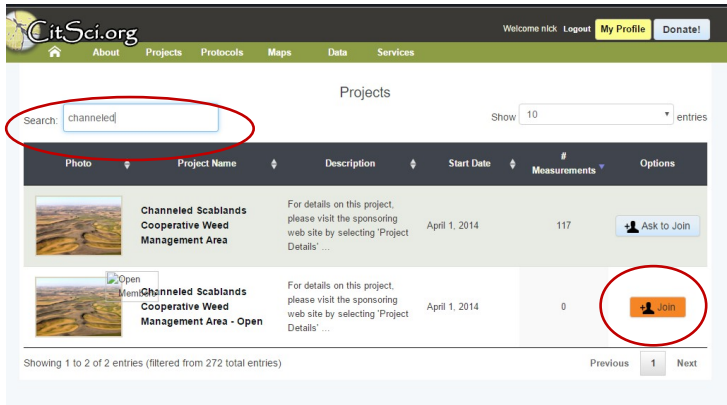 CitSci.org
Welcome nick Logout My Profile Donate!
About Projects Protocols Maps Data Services
Projects
Search: channeled
Show 10 entries
Photo Project Name Description Start Date # Measurements Options
Channeled Scablands
Cooperative Weed
Management Area
For details on this project,
please visit the sponsoring
web site by selecting 'Project
Details' ...
April 1, 2014
117
Ask to Join
Open
Members
Channeled Scablands
Cooperative Weed
Management Area - Open
For details on this project,
please visit the sponsoring
web site by selecting 'Project
Details' ...
April 1, 2014
0
Join
Showing 1 to 2 of 2 entries (filtered from 272 total entries)
Previous 1 Next